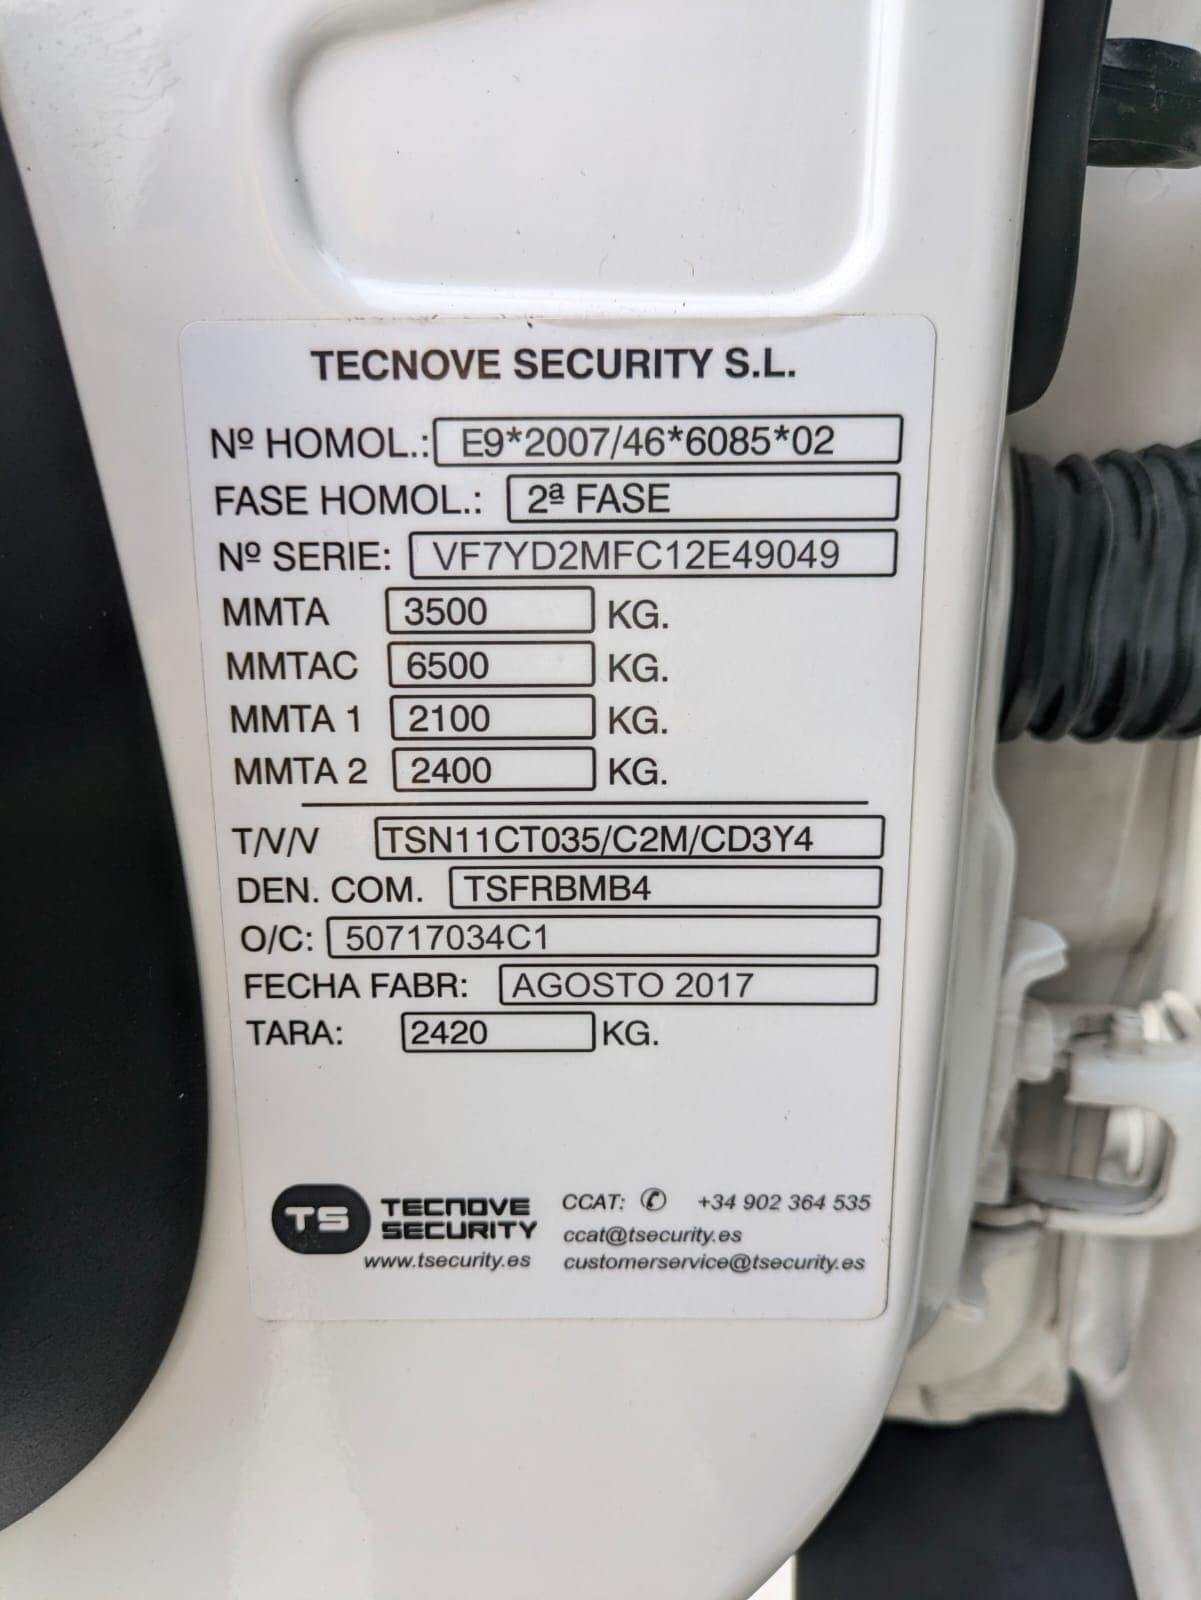 TECNOVE SECURITY S.L.
Nº HOMOL.: E9*2007/46*6085*02
FASE HOMOL.: 2ª FASE
Nº SERIE: VF7YD2MFC12E49049
MMTA 3500 KG.
MMTAC 6500 KG.
MMTA 1 2100 KG.
MMTA 2 2400 KG.
T/V/V TSN11CT035/C2M/CD3Y4
DEN. COM. TSFRBMB4
O/C: 50717034C1
FECHA FABR: AGOSTO 2017
TARA: 2420 KG.
TS TECNOVE SECURITY
www.tsecurity.es
CCAT: ✆ +34 902 364 535
ccat@tsecurity.es
customerservice@tsecurity.es